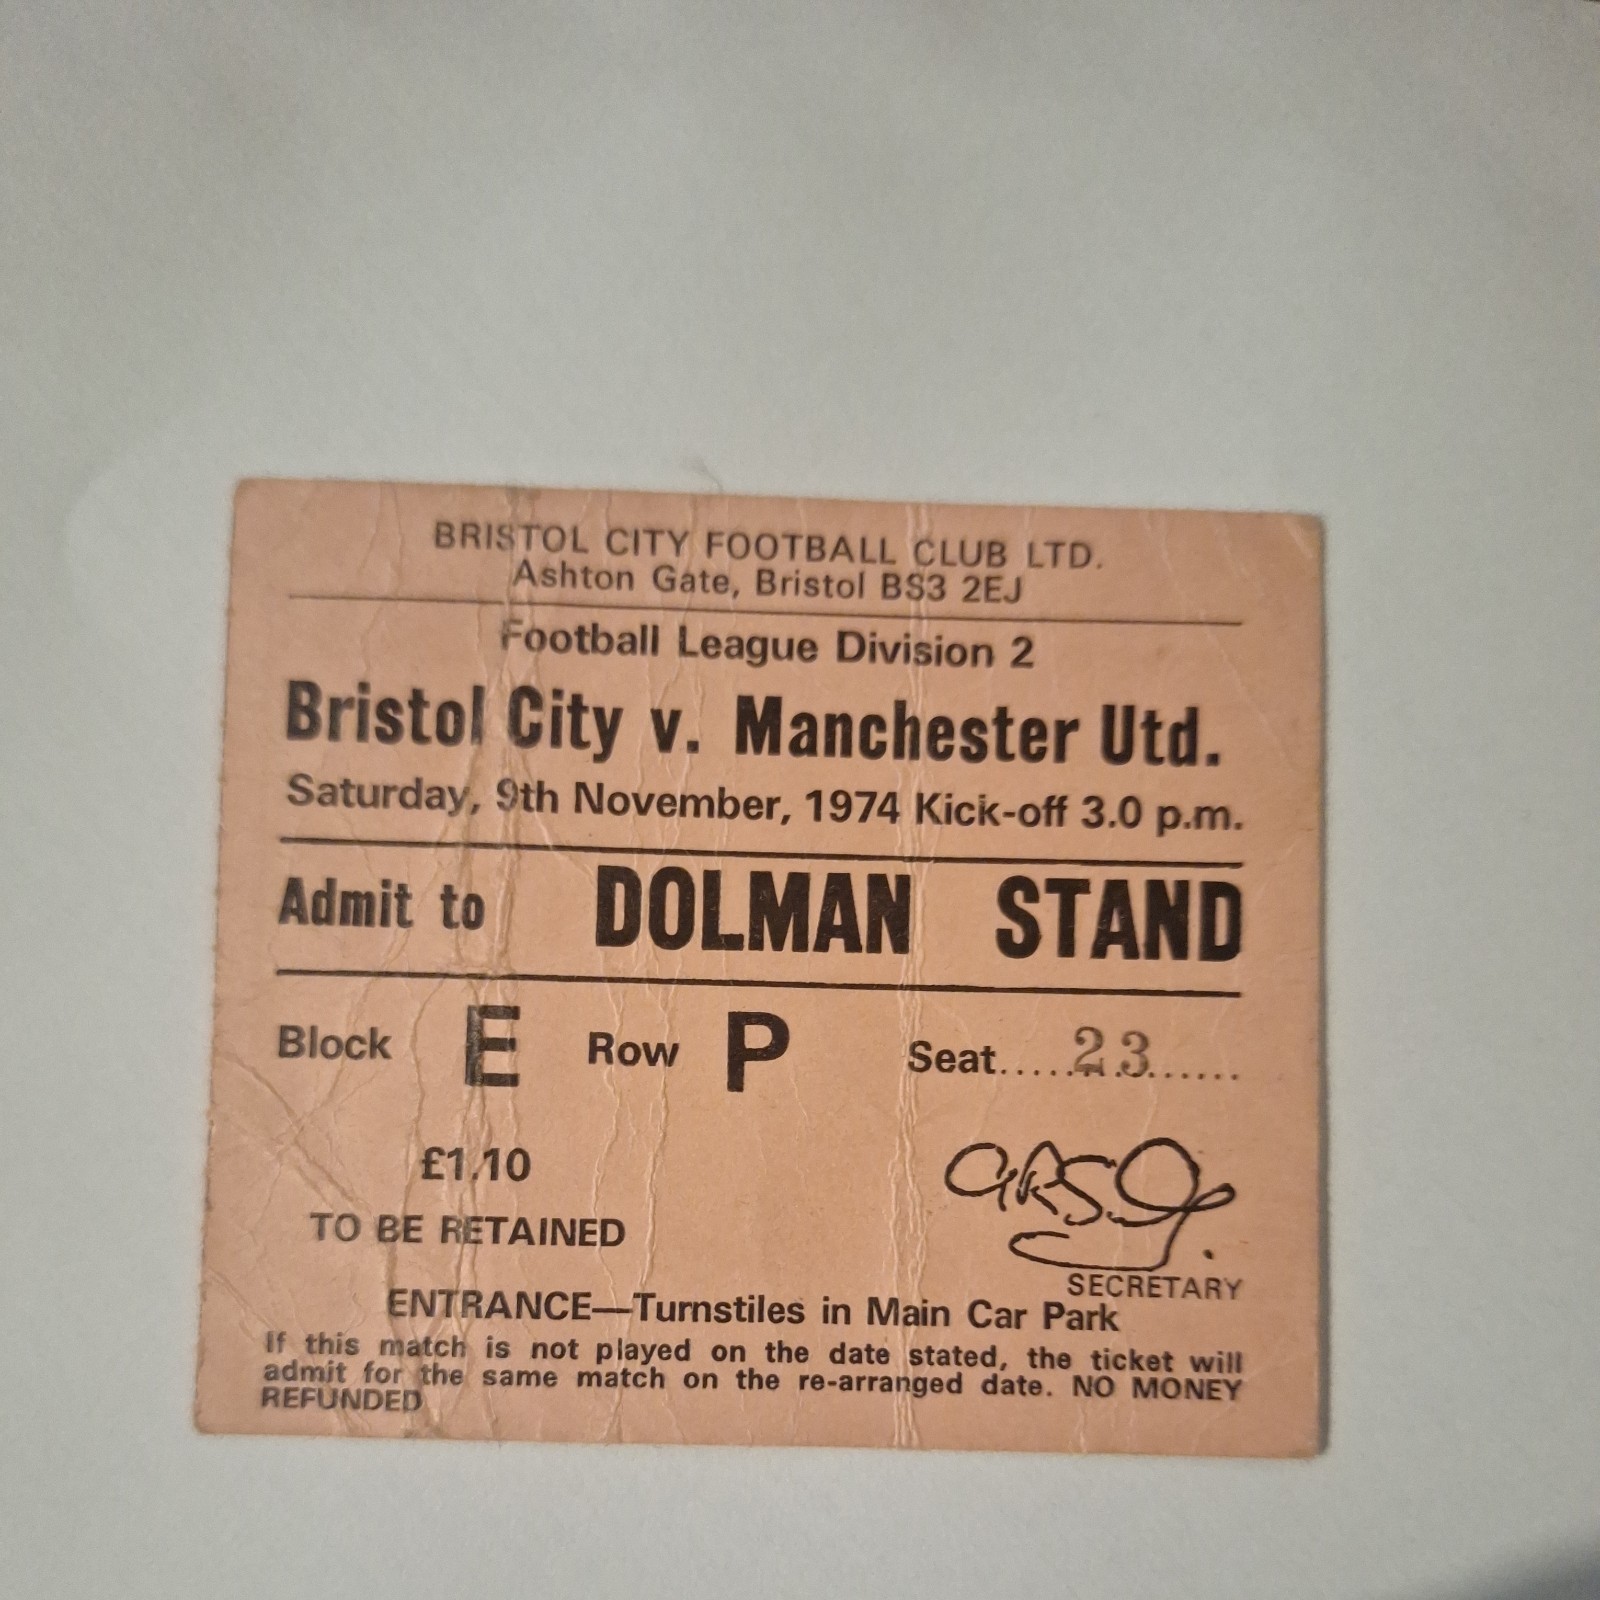 BRISTOL CITY FOOTBALL CLUB LTD.
Ashton Gate, Bristol BS3 2EJ
Football League Division 2
Bristol City v. Manchester Utd.
Saturday, 9th November, 1974 Kick-off 3.0 p.m.
Admit to DOLMAN STAND
Block E Row P Seat.....23......
£1.10
TO BE RETAINED
SECRETARY
ENTRANCE—Turnstiles in Main Car Park
If this match is not played on the date stated, the ticket will
admit for the same match on the re-arranged date. NO MONEY
REFUNDED